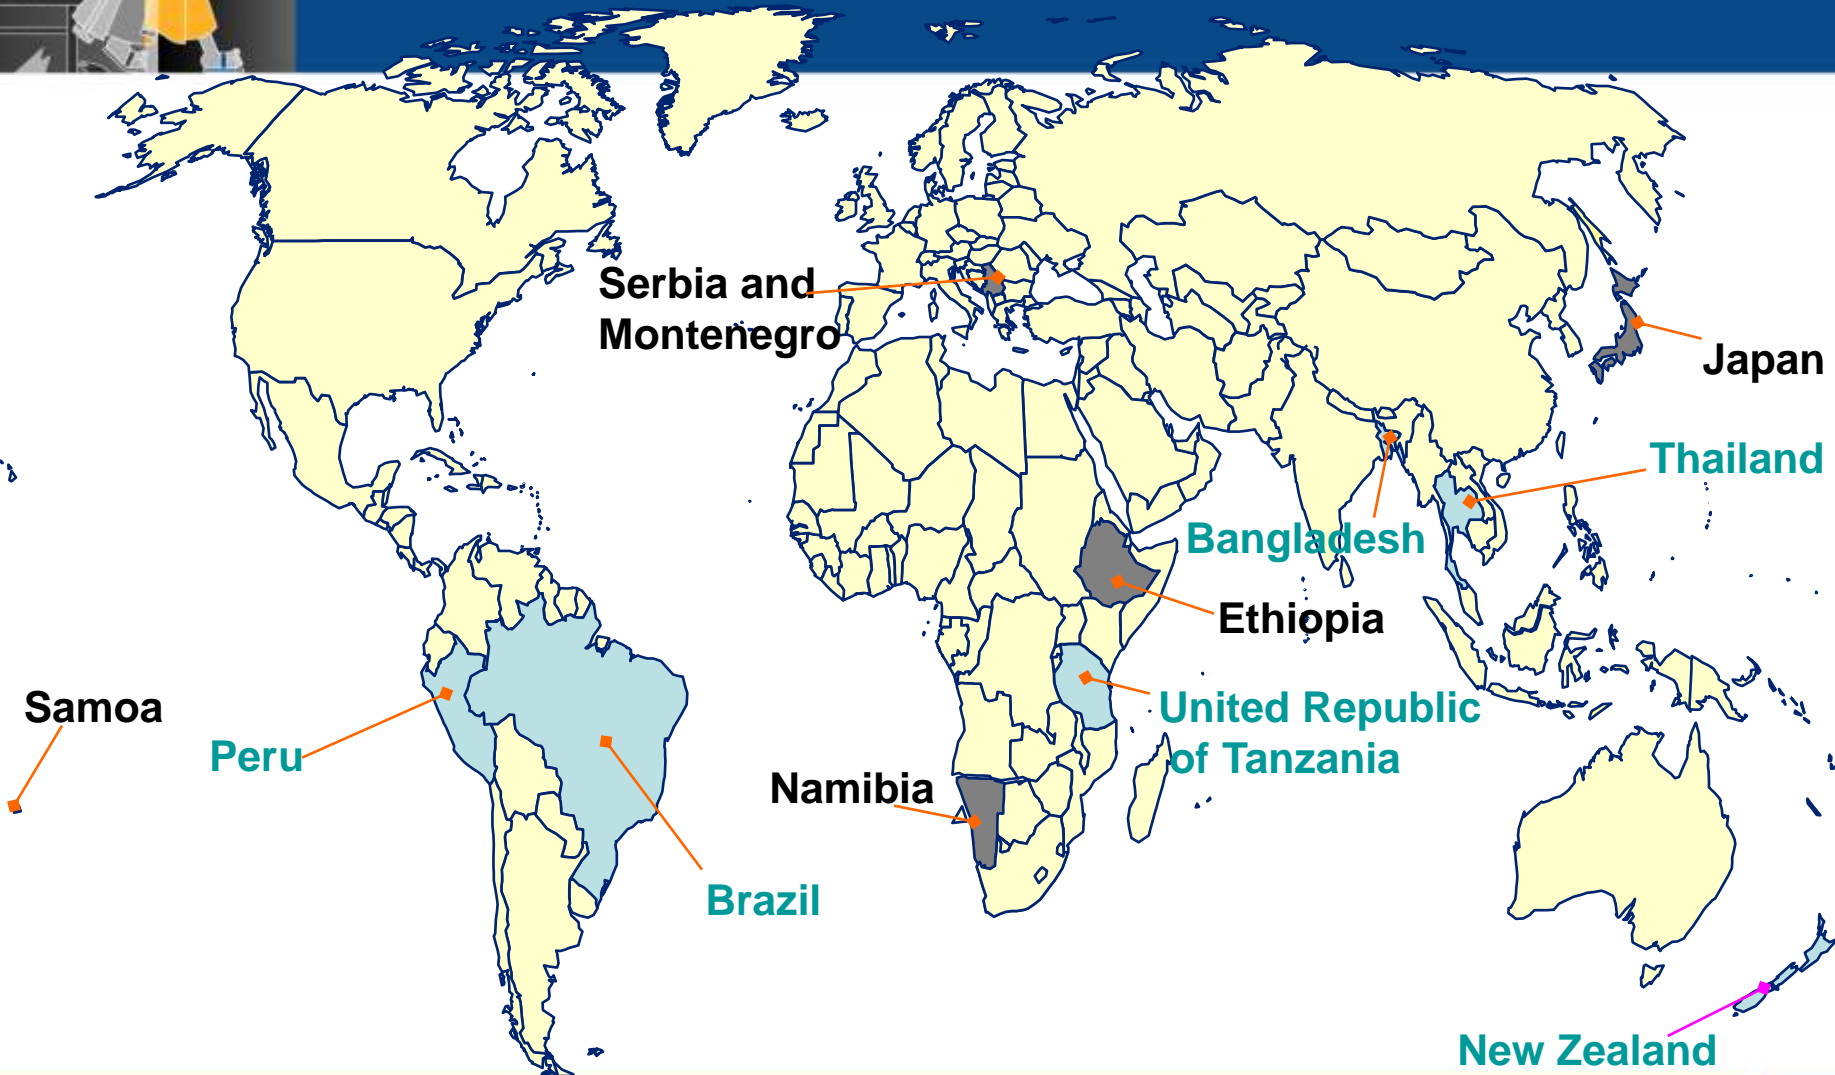 Serbia and
Montenegro
Japan
Thailand
Bangladesh
Ethiopia
Samoa
United Republic
of Tanzania
Peru
Namibia
Brazil
New Zealand